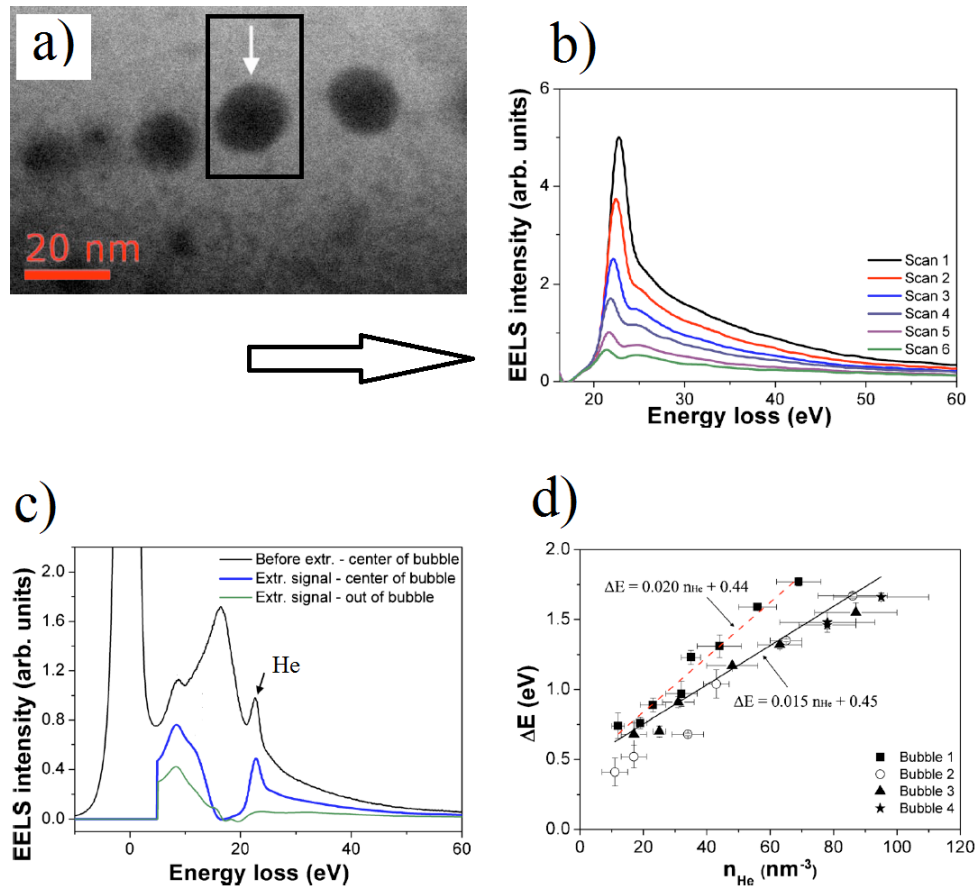 a)
20 nm
b)
EELS intensity (arb. units)
6
4
2
0
Scan 1
Scan 2
Scan 3
Scan 4
Scan 5
Scan 6
20 30 40 50 60
Energy loss (eV)
c)
EELS intensity (arb. units)
2.0
1.6
1.2
0.8
0.4
0.0
Before extr. - center of bubble
Extr. signal - center of bubble
Extr. signal - out of bubble
He
0 20 40 60
Energy loss (eV)
d)
ΔE (eV)
2.0
1.5
1.0
0.5
0.0
ΔE = 0.020 nHe + 0.44
ΔE = 0.015 nHe + 0.45
Bubble 1
Bubble 2
Bubble 3
Bubble 4
0 20 40 60 80 100 120
nHe (nm-3)